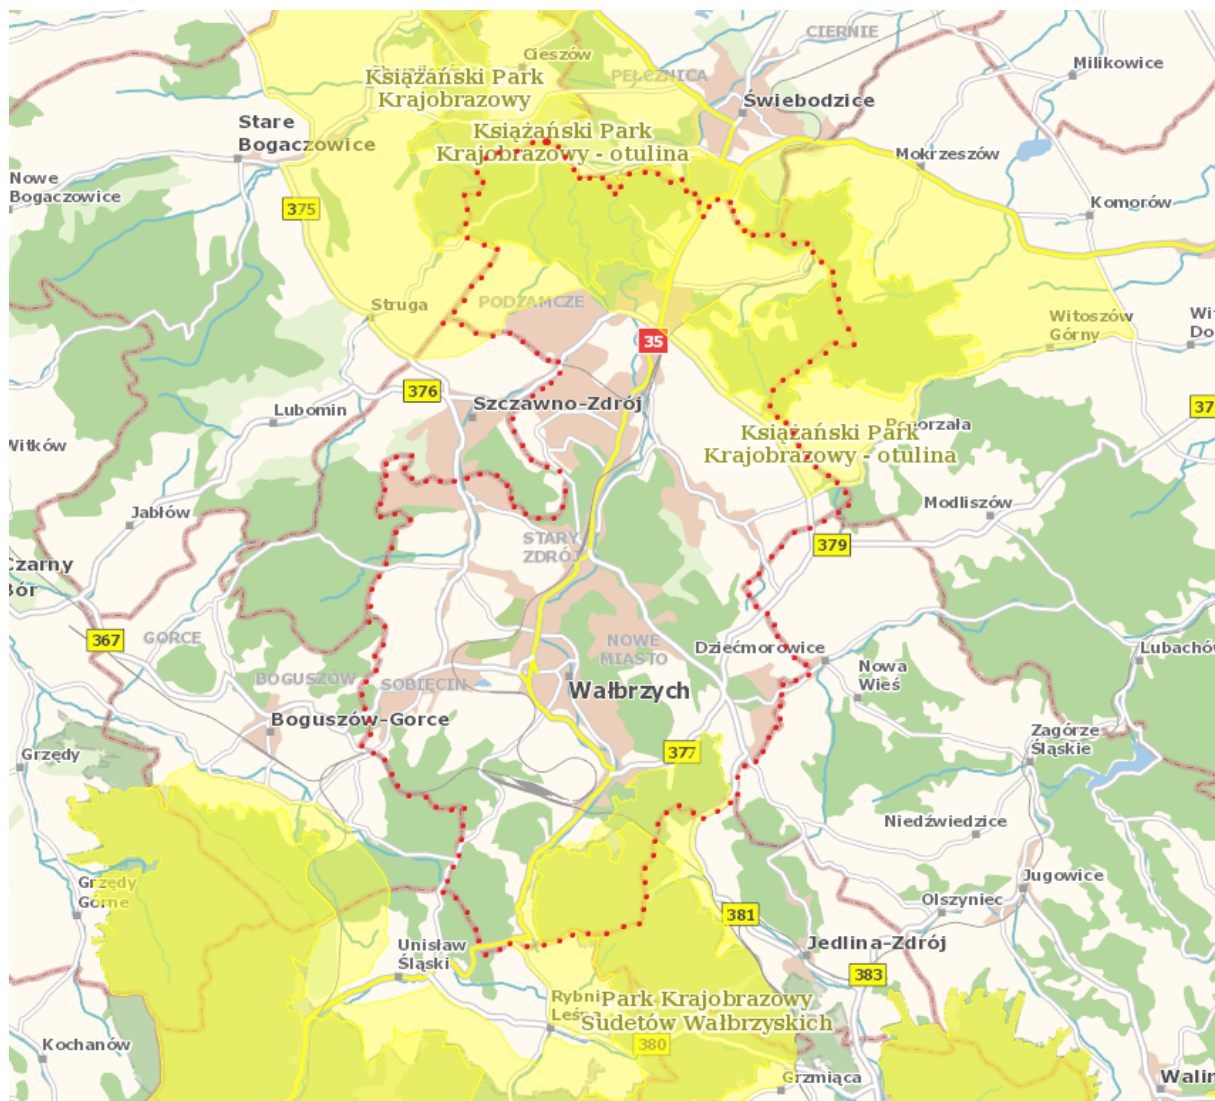 CIERNIE
Cieszów
Milikowice
PEŁCZNICA
Książański Park
Krajobrazowy
Świebodzice
Stare
Bogaczowice
Książański Park
Krajobrazowy - otulina
Mokrzeszów
Nowe
Bogaczowice
375
Komorów
Struga
PODZAMCZE
Witoszów
Górny
35
376
Szczawno-Zdrój
37
Lubomin
Książański Park
Krajobrazowy - otulina
Witków
Modliszów
Jabłów
STARY
ZDRÓJ
379
Czarny
Bór
367
GORCE
NOWE
MIASTO
Dziećmorowice
Nowa
Wieś
BOGUSZÓW
SOBIĘCIN
Wałbrzych
Boguszów-Gorce
Zagórze
Śląskie
Grzędy
377
Niedźwiedzice
Grzędy
Górne
Jugowice
Olszyniec
381
Unisław
Śląski
Jedlina-Zdrój
383
Park Krajobrazowy
Sudetów Wałbrzyskich
380
Kochanów
Grzmiąca